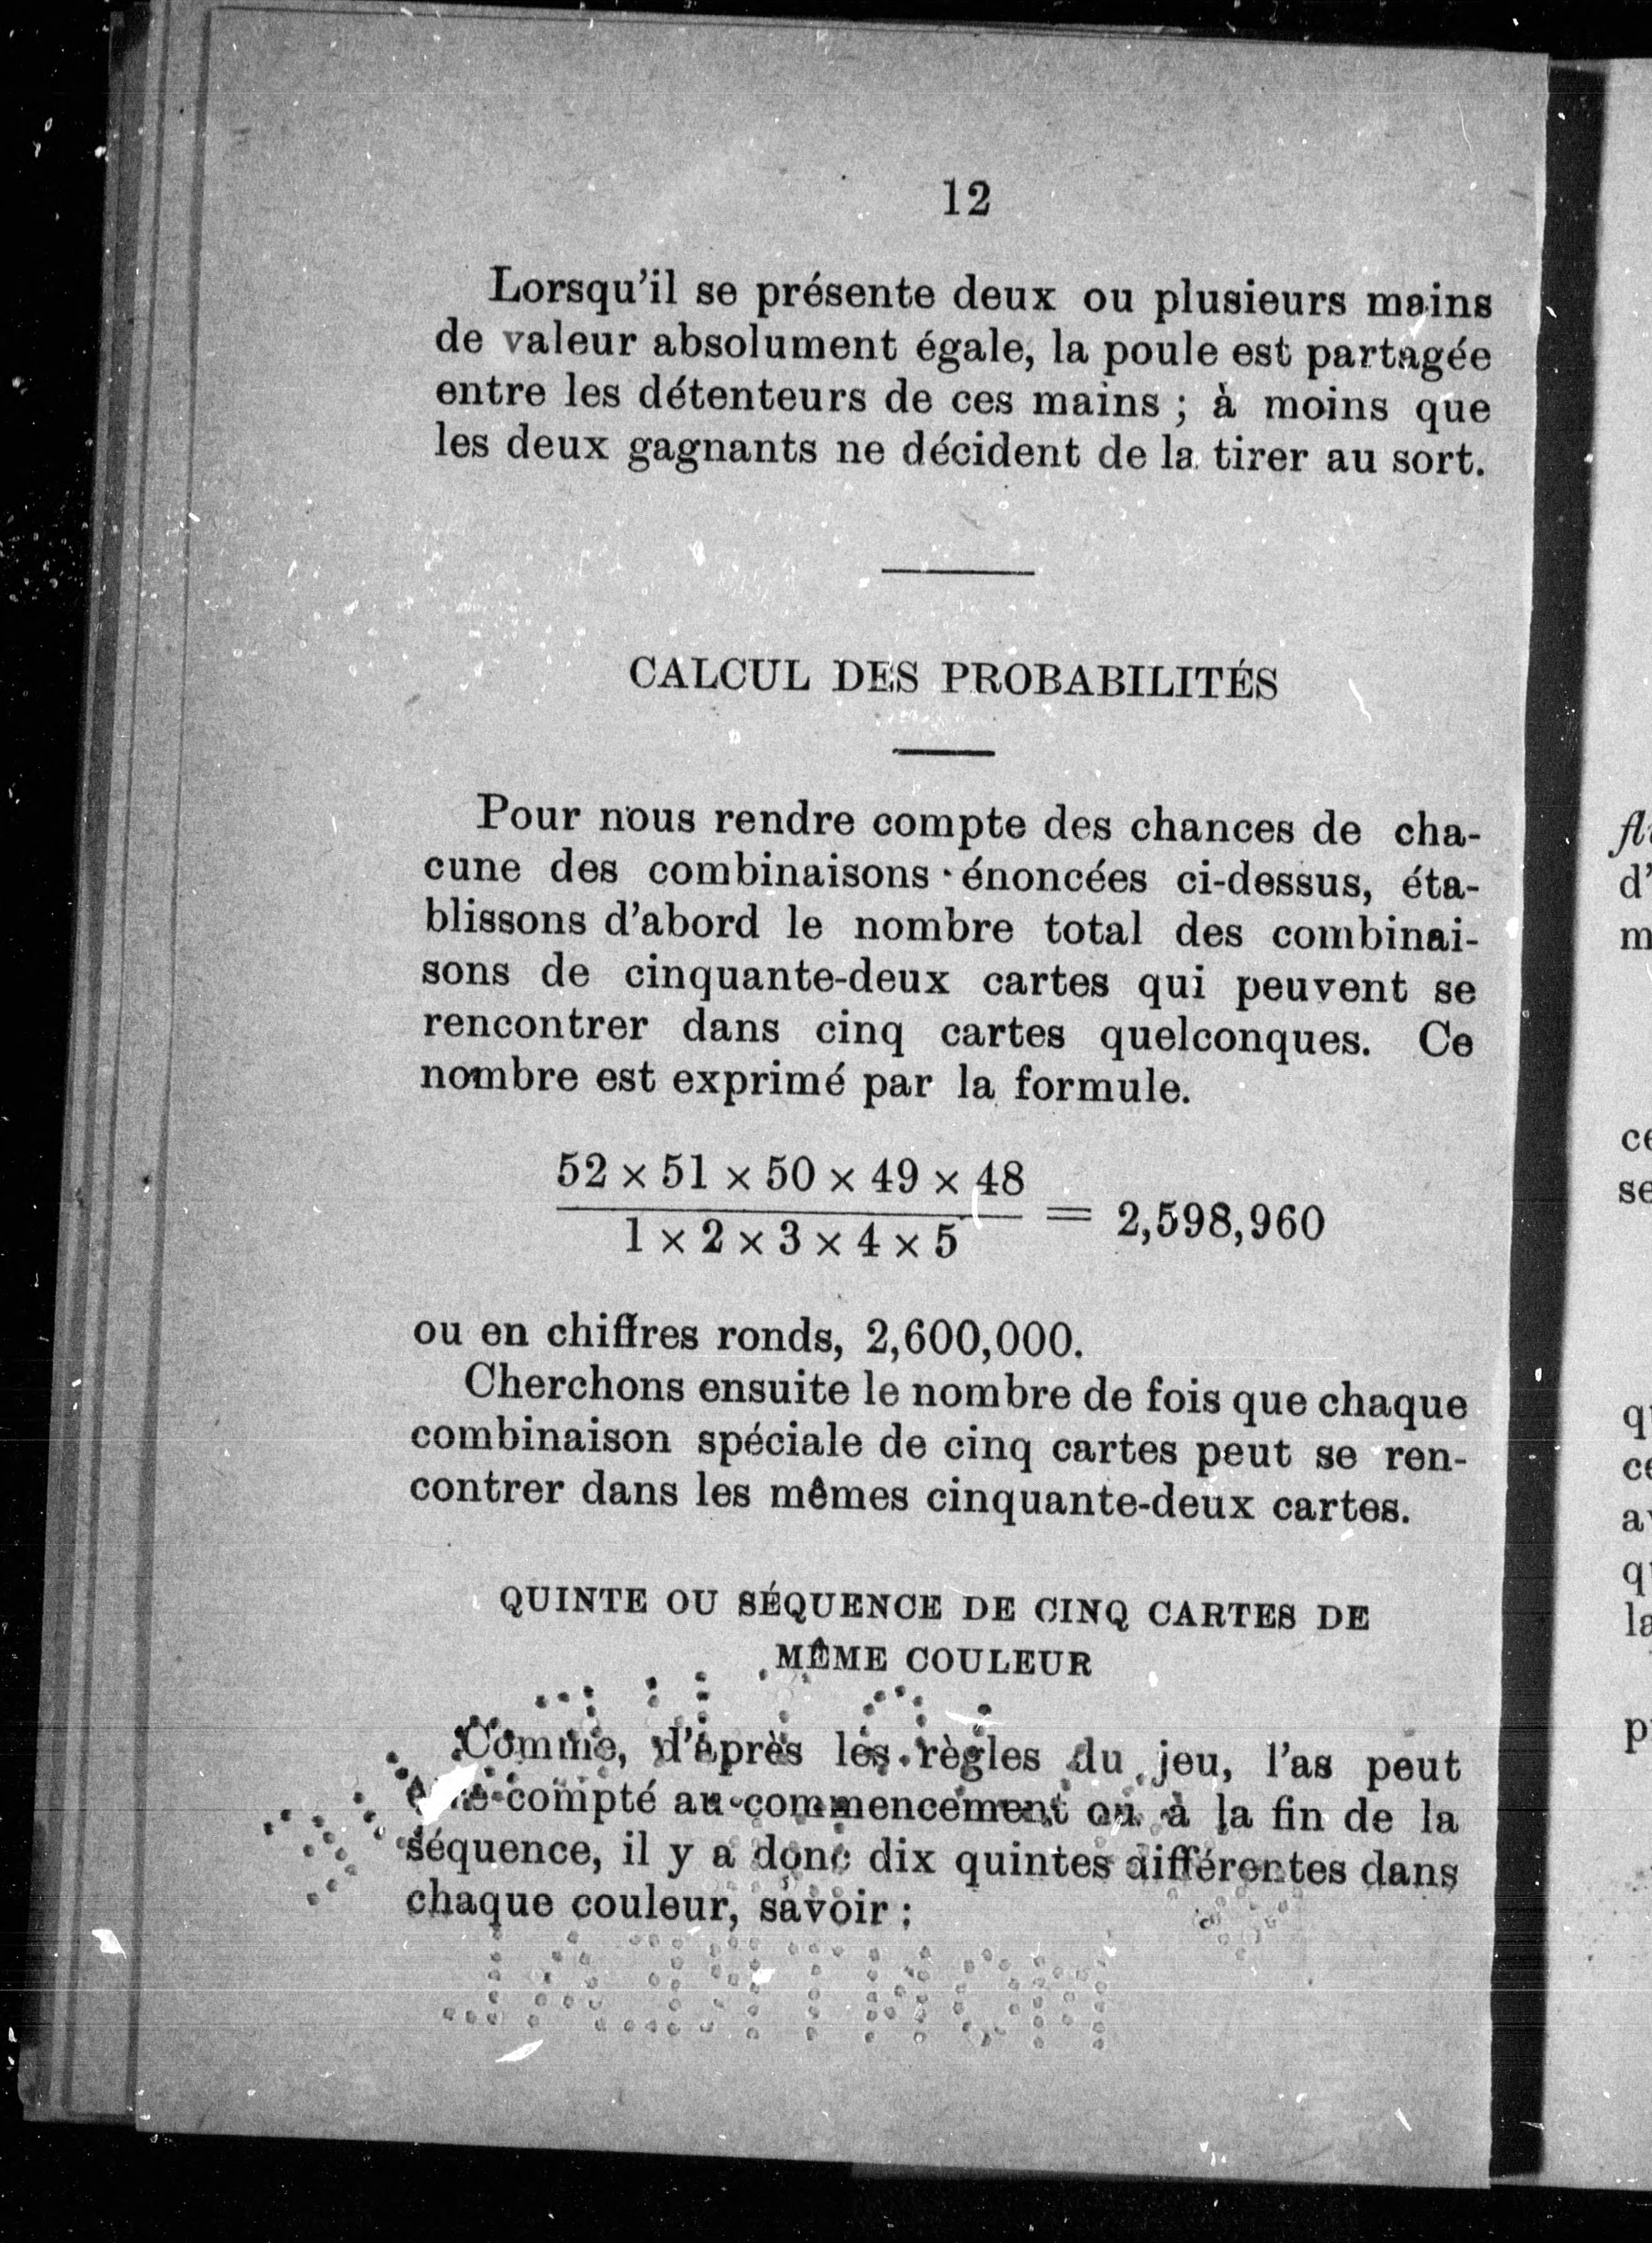 12
Lorsqu'il se présente deux ou plusieurs mains
de valeur absolument égale, la poule est partagée
entre les détenteurs de ces mains ; à moins que
les deux gagnants ne décident de la tirer au sort.
CALCUL DES PROBABILITÉS
Pour nous rendre compte des chances de cha-
cune des combinaisons énoncées ci-dessus, éta-
blissons d'abord le nombre total des combinai-
sons de cinquante-deux cartes qui peuvent se
rencontrer dans cinq cartes quelconques. Ce
nombre est exprimé par la formule.
52 × 51 × 50 × 49 × 48
1 × 2 × 3 × 4 × 5
= 2,598,960
ou en chiffres ronds, 2,600,000.
Cherchons ensuite le nombre de fois que chaque
combinaison spéciale de cinq cartes peut se ren-
contrer dans les mêmes cinquante-deux cartes.
QUINTE OU SÉQUENCE DE CINQ CARTES DE
MÊME COULEUR
Comme, d'après les règles du jeu, l'as peut
compté au commencement ou à la fin de la
séquence, il y a donc dix quintes différentes dans
chaque couleur, savoir :
fl
d'
m
ce
se
q
ce
a
q
la
p